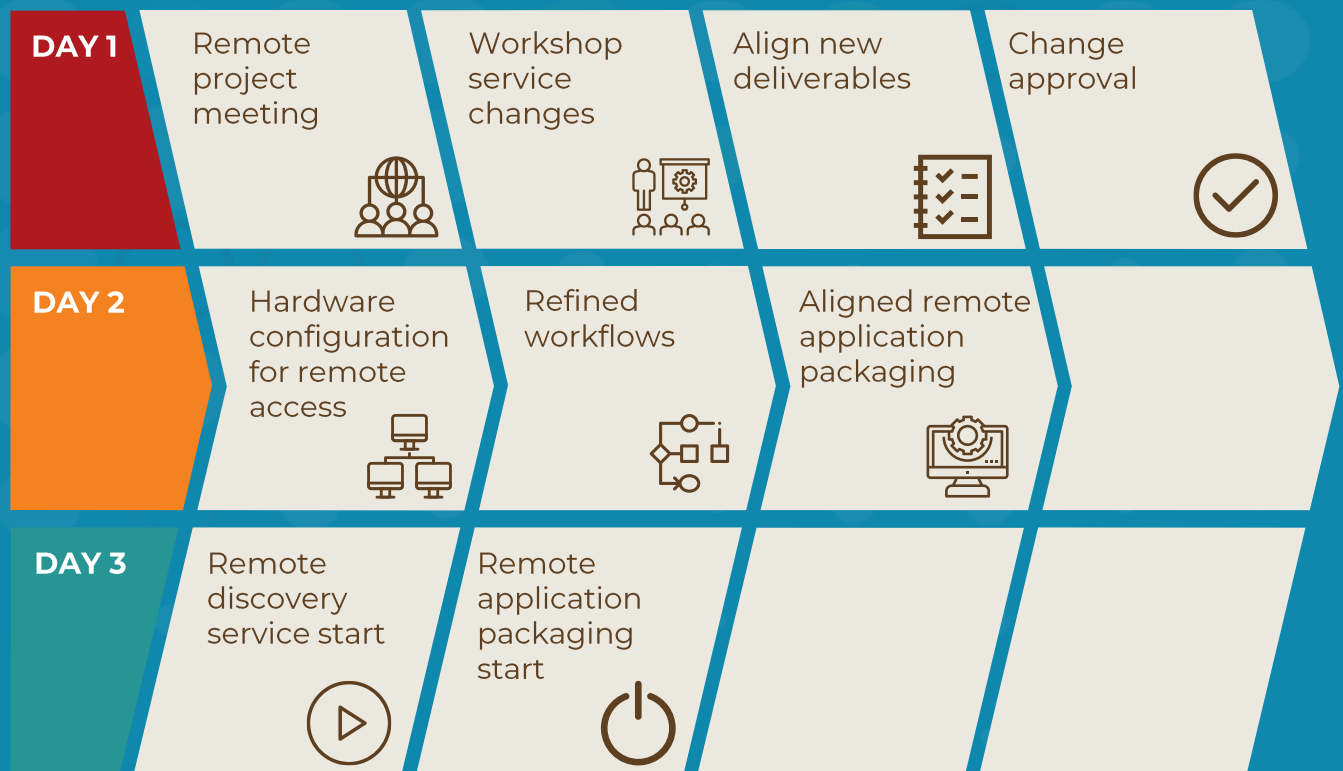 DAY 1
Remote
project
meeting
Workshop
service
changes
Align new
deliverables
Change
approval
DAY 2
Hardware
configuration
for remote
access
Refined
workflows
Aligned remote
application
packaging
DAY 3
Remote
discovery
service start
Remote
application
packaging
start